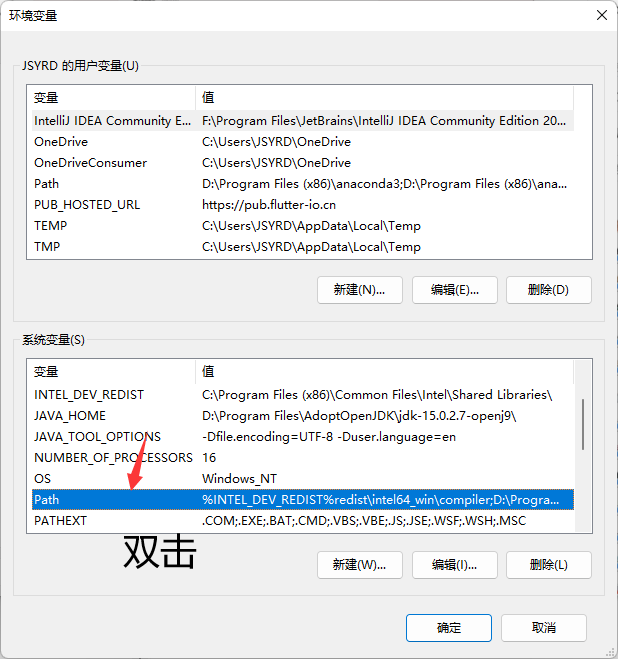 环境变量
JSYRD 的用户变量(U)
变量 值
IntelliJ IDEA Community E... F:\Program Files\JetBrains\IntelliJ IDEA Community Edition 20...
OneDrive C:\Users\JSYRD\OneDrive
OneDriveConsumer C:\Users\JSYRD\OneDrive
Path D:\Program Files (x86)\anaconda3;D:\Program Files (x86)\ana...
PUB_HOSTED_URL https://pub.flutter-io.cn
TEMP C:\Users\JSYRD\AppData\Local\Temp
TMP C:\Users\JSYRD\AppData\Local\Temp
新建(N)... 编辑(E)... 删除(D)
系统变量(S)
变量 值
INTEL_DEV_REDIST C:\Program Files (x86)\Common Files\Intel\Shared Libraries\
JAVA_HOME D:\Program Files\AdoptOpenJDK\jdk-15.0.2.7-openj9\
JAVA_TOOL_OPTIONS -Dfile.encoding=UTF-8 -Duser.language=en
NUMBER_OF_PROCESSORS 16
OS Windows_NT
Path %INTEL_DEV_REDIST%redist\intel64_win\compiler;D:\Progra...
PATHEXT .COM;.EXE;.BAT;.CMD;.VBS;.VBE;.JS;.JSE;.WSF;.WSH;.MSC
双击
新建(W)... 编辑(I)... 删除(L)
确定 取消